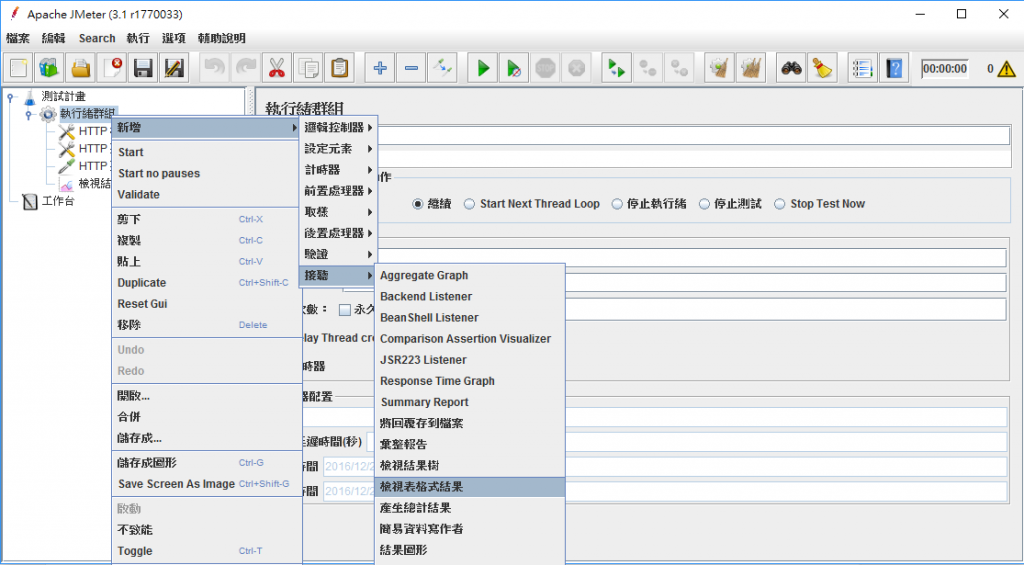 Apache JMeter (3.1 r1770033)
檔案 編輯 Search 執行 選項 輔助說明
00:00:00 0
測試計畫
執行緒群組
HTTP
HTTP
HTTP
檢視結
工作台
執行緒群組
作
繼續 Start Next Thread Loop 停止執行緒 停止測試 Stop Test Now
數： 永久
lay Thread cre
時器
器配置
遲時間(秒)
時間 2016/12/2
間 2016/12/2
新增
Start
Start no pauses
Validate
剪下 Ctrl-X
複製 Ctrl-C
貼上 Ctrl-V
Duplicate Ctrl+Shift-C
Reset Gui
移除 Delete
Undo
Redo
開啟...
合併
儲存成...
儲存成圖形 Ctrl-G
Save Screen As Image Ctrl+Shift-G
啟動
不致能
Toggle Ctrl-T
邏輯控制器
設定元素
計時器
前置處理器
取樣
後置處理器
驗證
接聽
Aggregate Graph
Backend Listener
BeanShell Listener
Comparison Assertion Visualizer
JSR223 Listener
Response Time Graph
Summary Report
將回覆存到檔案
彙整報告
檢視結果樹
檢視表格式結果
產生總計結果
簡易資料寫作者
結果圖形